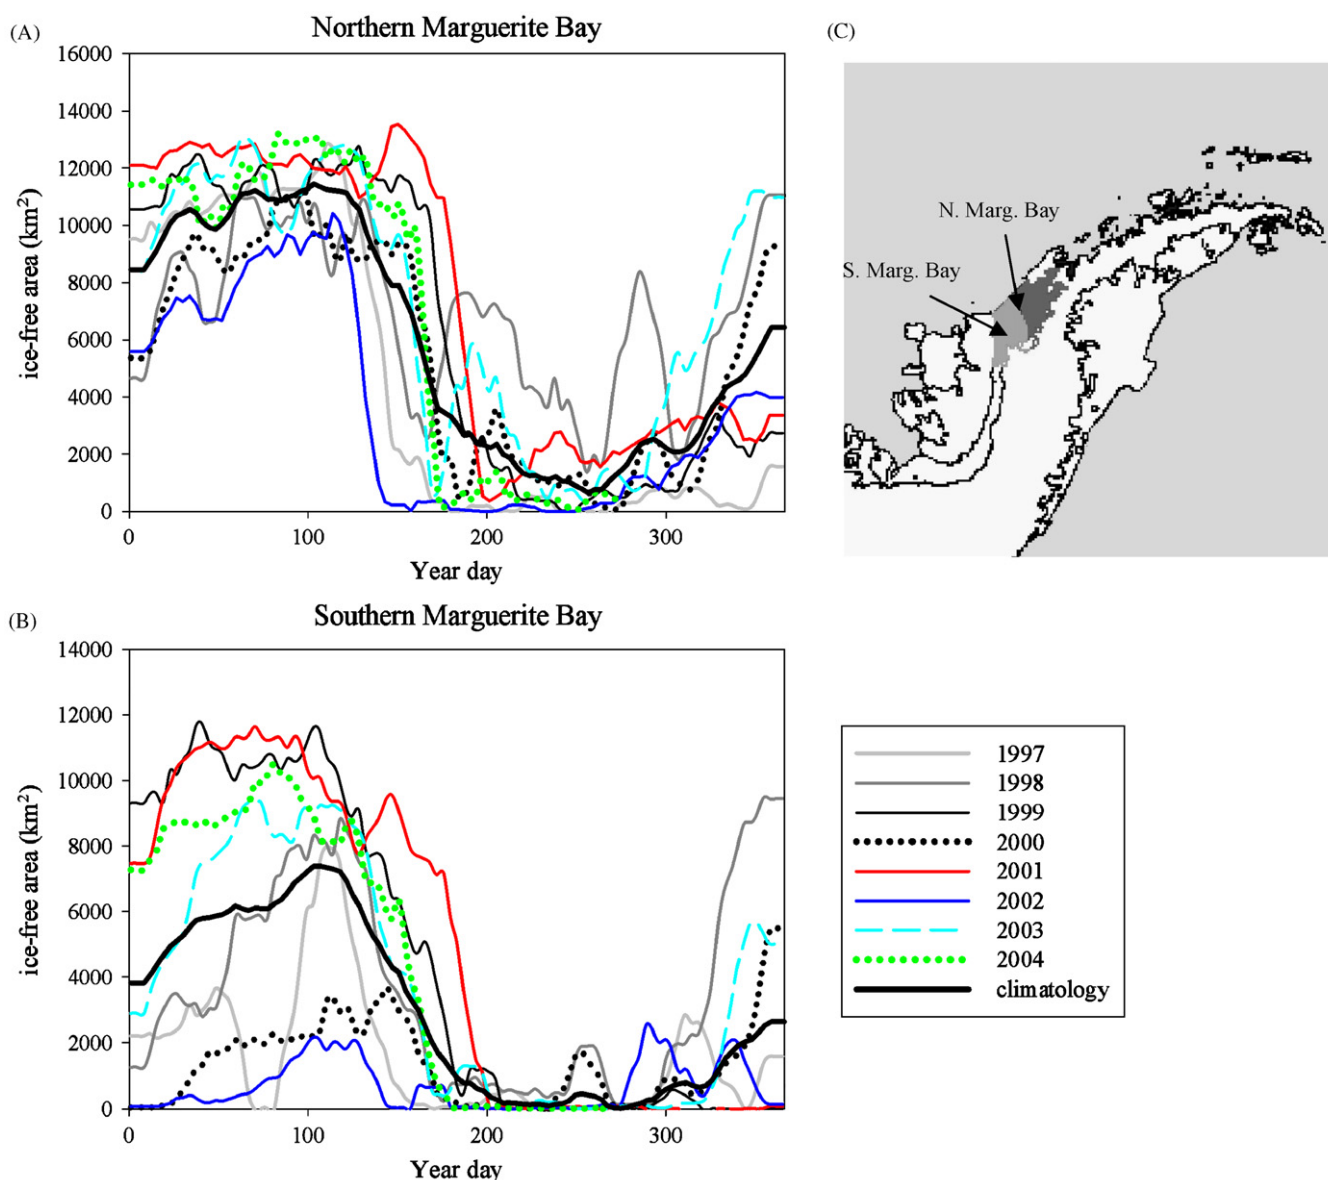 (A)
Northern Marguerite Bay
16000
14000
12000
10000
8000
6000
4000
2000
0
ice-free area (km²)
0
100
200
300
Year day
(B)
Southern Marguerite Bay
14000
12000
10000
8000
6000
4000
2000
0
ice-free area (km²)
0
100
200
300
Year day
(C)
N. Marg. Bay
S. Marg. Bay
1997
1998
1999
2000
2001
2002
2003
2004
climatology